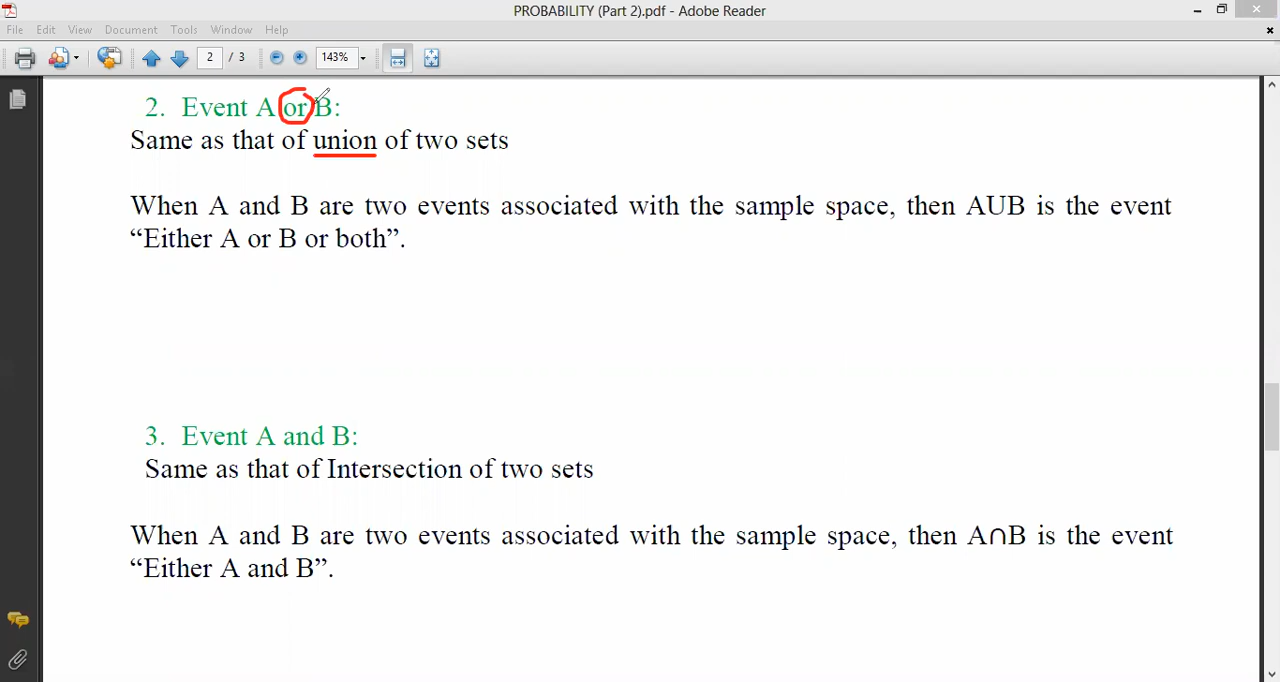 PROBABILITY (Part 2).pdf - Adobe Reader
File Edit View Document Tools Window Help
2 / 3 143%
2. Event A or B:
Same as that of union of two sets
When A and B are two events associated with the sample space, then AUB is the event
“Either A or B or both”.
3. Event A and B:
Same as that of Intersection of two sets
When A and B are two events associated with the sample space, then A∩B is the event
“Either A and B”.